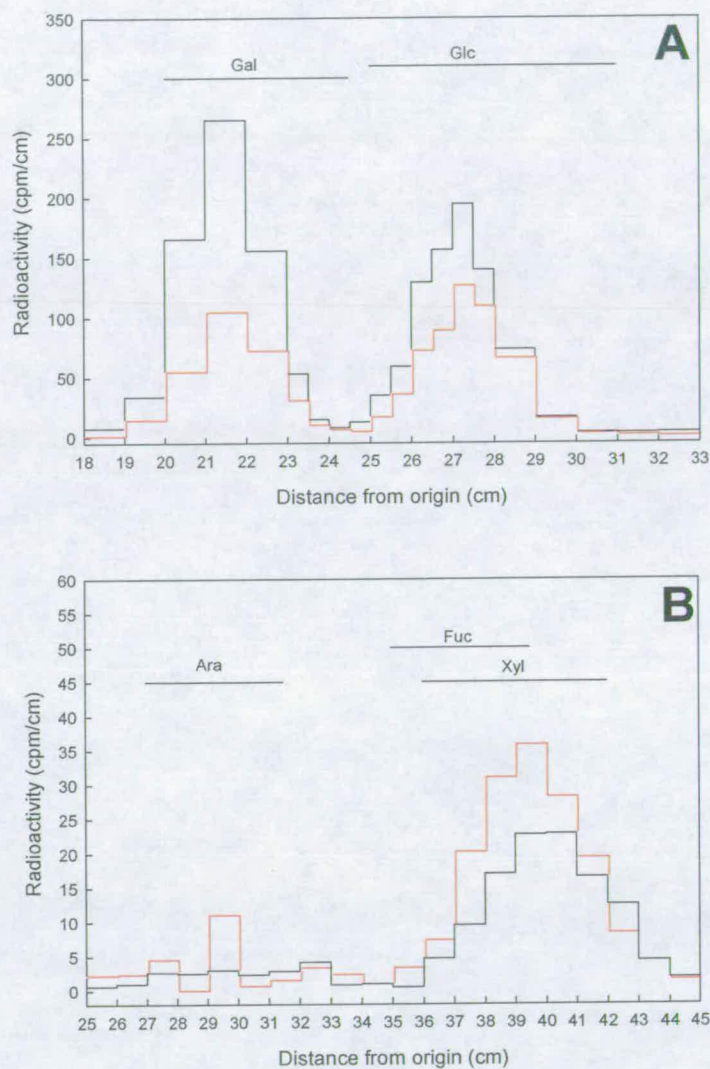 A
350
300
250
200
150
100
50
0
Radioactivity (cpm/cm)
Gal
Glc
18 19 20 21 22 23 24 25 26 27 28 29 30 31 32 33
Distance from origin (cm)
B
60
55
50
45
40
35
30
25
20
15
10
5
0
Radioactivity (cpm/cm)
Fuc
Ara
Xyl
25 26 27 28 29 30 31 32 33 34 35 36 37 38 39 40 41 42 43 44 45
Distance from origin (cm)